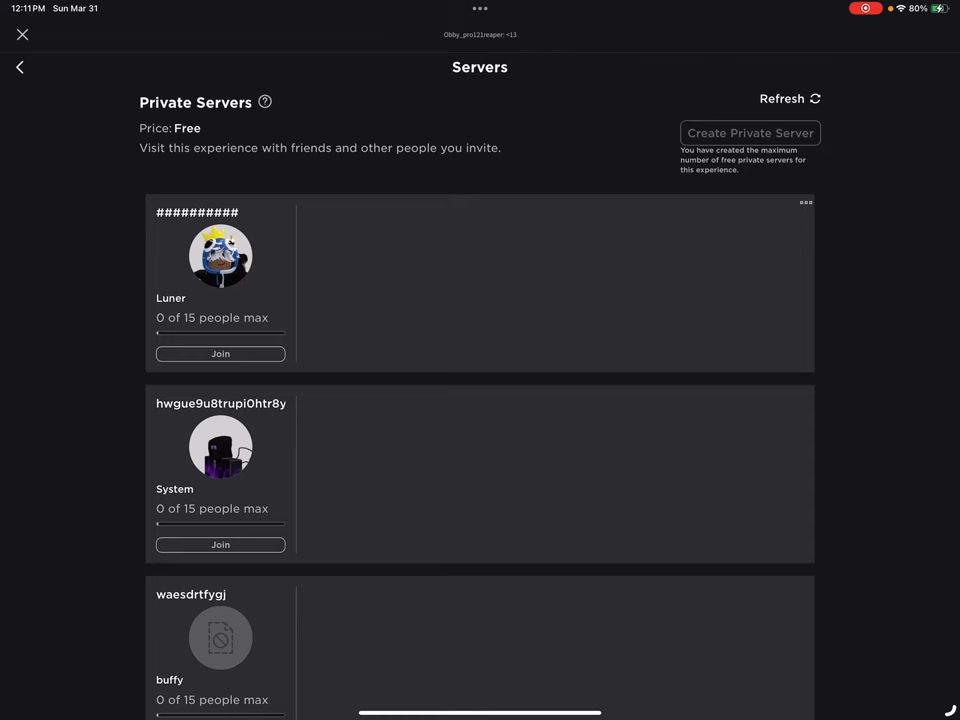 12:11PM Sun Mar 31
80%
Obby_pro121reaper: <13
Servers
Private Servers
Refresh
Price: Free
Create Private Server
Visit this experience with friends and other people you invite.
You have created the maximum
number of free private servers for
this experience.
##########
Luner
0 of 15 people max
Join
hwgue9u8trupi0htr8y
System
0 of 15 people max
Join
waesdrtfygj
buffy
0 of 15 people max